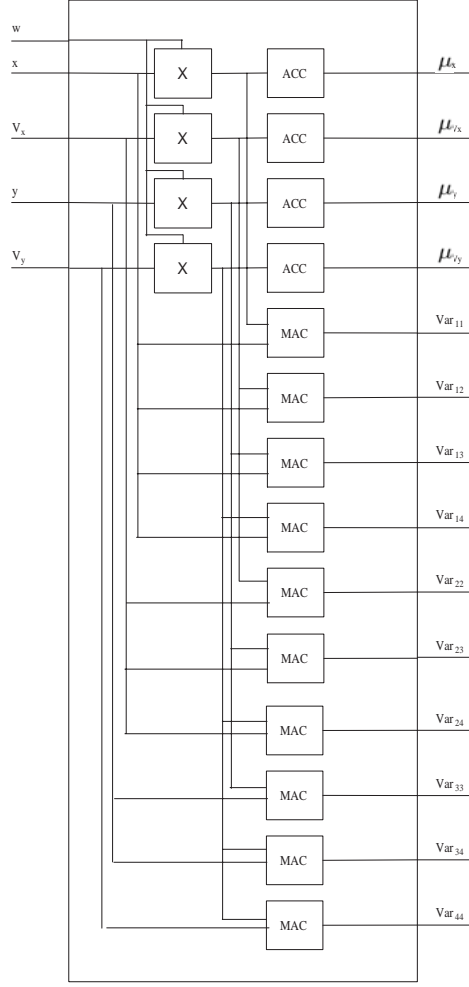 w
x X ACC μx
Vx X ACC μVx
y X ACC μy
Vy X ACC μVy
MAC Var11
MAC Var12
MAC Var13
MAC Var14
MAC Var22
MAC Var23
MAC Var24
MAC Var33
MAC Var34
MAC Var44